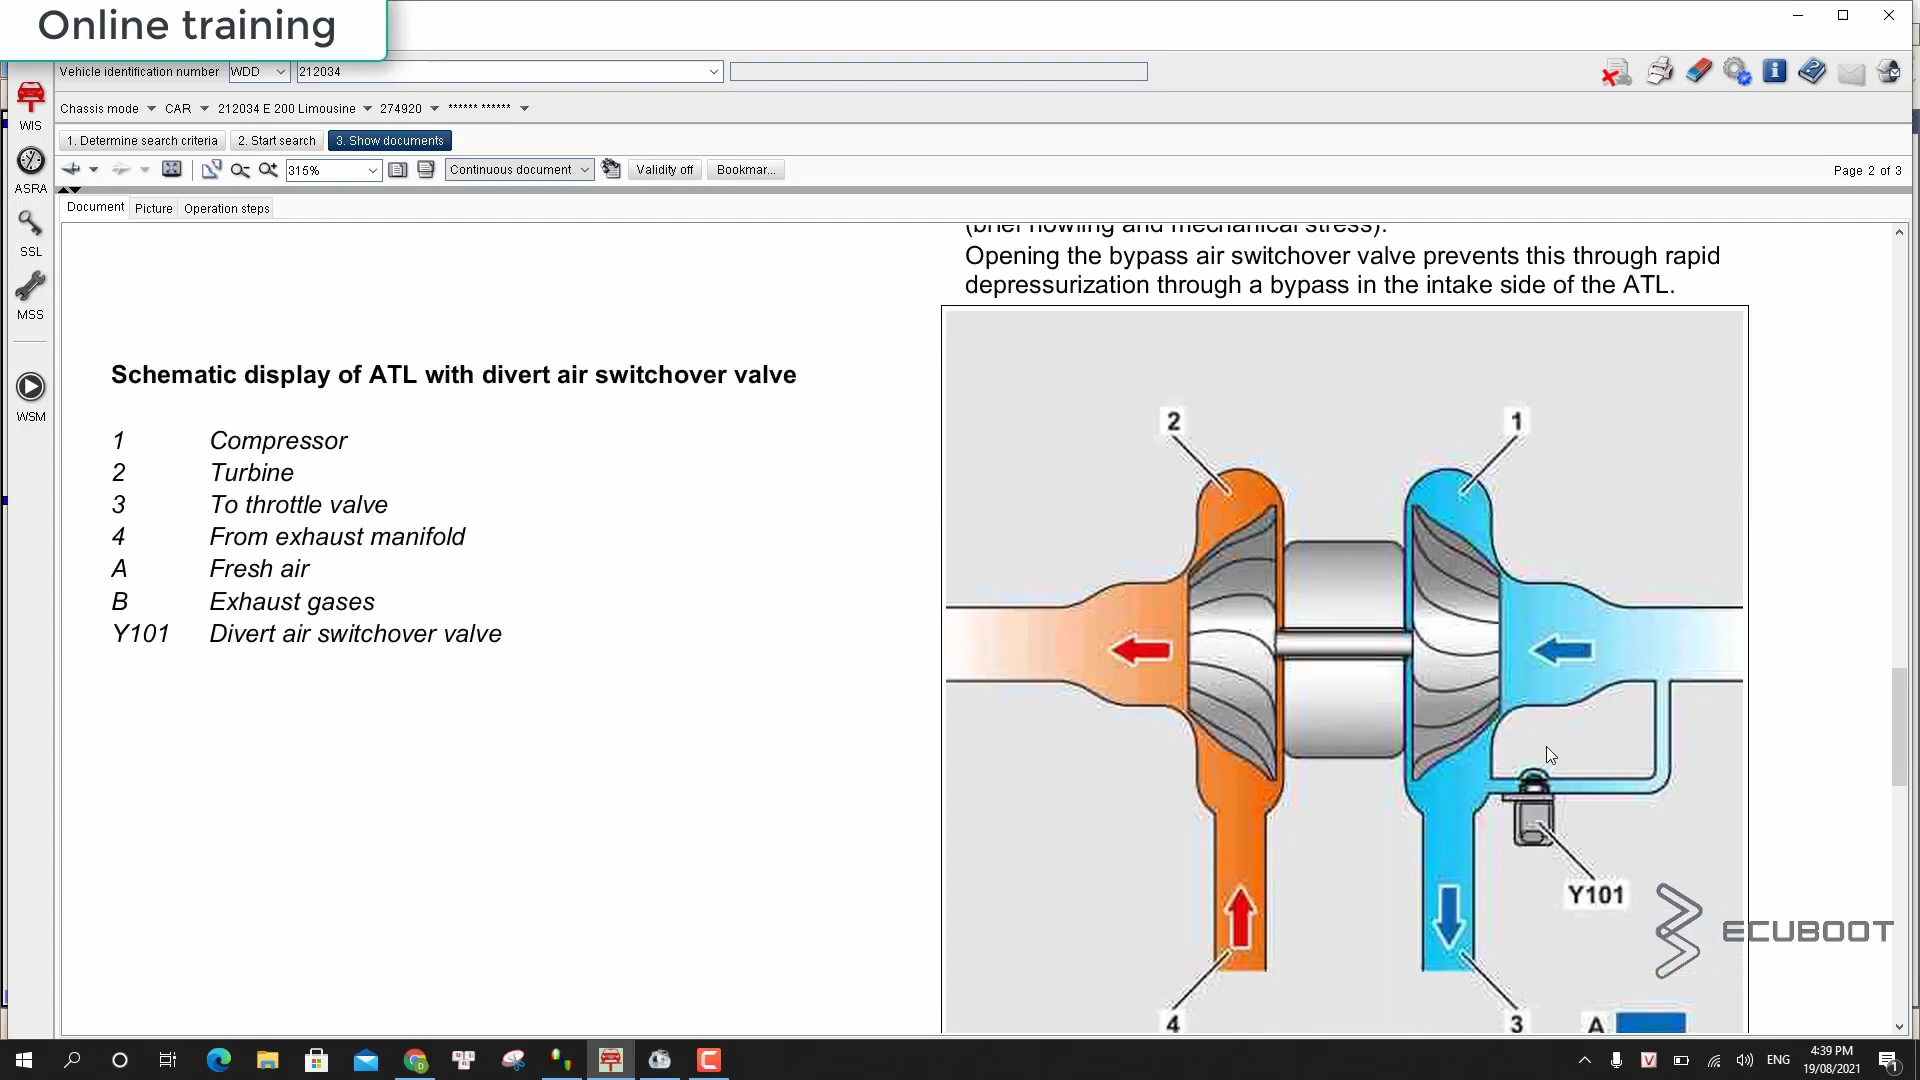 Online training
Vehicle identification number WDD 212034
Chassis mode CAR 212034 E 200 Limousine 274920 ****** ******
1. Determine search criteria 2. Start search 3. Show documents
315% Continuous document Validity off Bookmar... Page 2 of 3
Document Picture Operation steps
WIS
ASRA
SSL
MSS
WSM
(brief howling and mechanical stress).
Opening the bypass air switchover valve prevents this through rapid
depressurization through a bypass in the intake side of the ATL.
Schematic display of ATL with divert air switchover valve
1 Compressor
2 Turbine
3 To throttle valve
4 From exhaust manifold
A Fresh air
B Exhaust gases
Y101 Divert air switchover valve
2 1
Y101
ECUBOOT
4 3 A
ENG
4:39 PM
19/08/2021